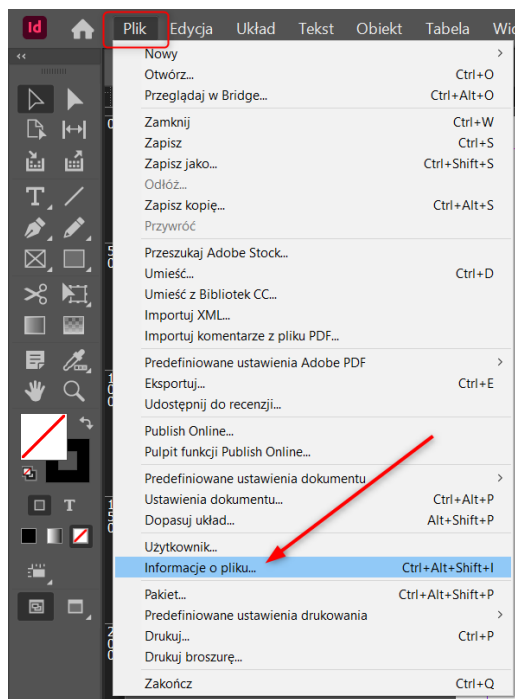 Id Plik Edycja Układ Tekst Obiekt Tabela
Nowy
Otwórz... Ctrl+O
Przeglądaj w Bridge... Ctrl+Alt+O
Zamknij Ctrl+W
Zapisz Ctrl+S
Zapisz jako... Ctrl+Shift+S
Odłóż...
Zapisz kopię... Ctrl+Alt+S
Przywróć
Przeszukaj Adobe Stock...
Umieść... Ctrl+D
Umieść z Bibliotek CC...
Importuj XML...
Importuj komentarze z pliku PDF...
Predefiniowane ustawienia Adobe PDF
Eksportuj... Ctrl+E
Udostępnij do recenzji...
Publish Online...
Pulpit funkcji Publish Online...
Predefiniowane ustawienia dokumentu
Ustawienia dokumentu... Ctrl+Alt+P
Dopasuj układ... Alt+Shift+P
Użytkownik...
Informacje o pliku... Ctrl+Alt+Shift+I
Pakiet... Ctrl+Alt+Shift+P
Predefiniowane ustawienia drukowania
Drukuj... Ctrl+P
Drukuj broszurę...
Zakończ Ctrl+Q